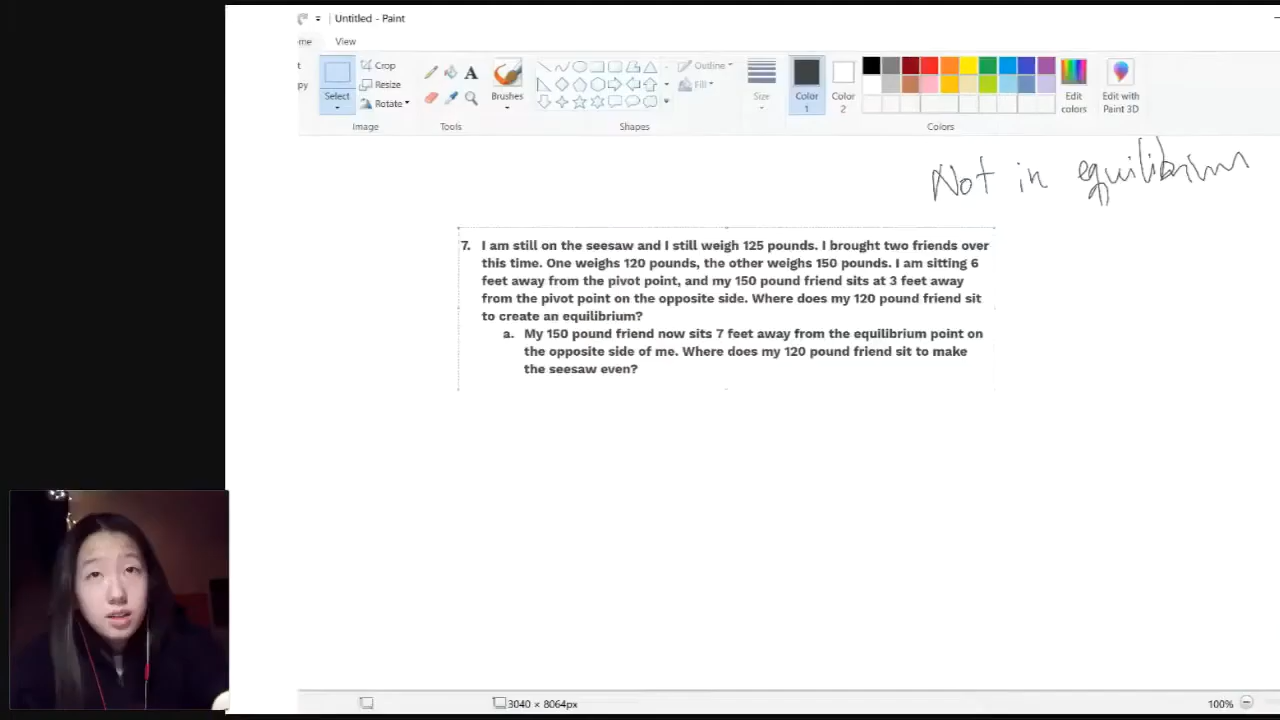 Untitled - Paint
me View
t
py
Select
Crop
Resize
Rotate
Image
A
Tools
Brushes
Shapes
Outline
Fill
Size
Color 1
Color 2
Colors
Edit colors
Edit with Paint 3D
Not in equilibrium
7. I am still on the seesaw and I still weigh 125 pounds. I brought two friends over
this time. One weighs 120 pounds, the other weighs 150 pounds. I am sitting 6
feet away from the pivot point, and my 150 pound friend sits at 3 feet away
from the pivot point on the opposite side. Where does my 120 pound friend sit
to create an equilibrium?
a. My 150 pound friend now sits 7 feet away from the equilibrium point on
the opposite side of me. Where does my 120 pound friend sit to make
the seesaw even?
3040 × 8064px
100%